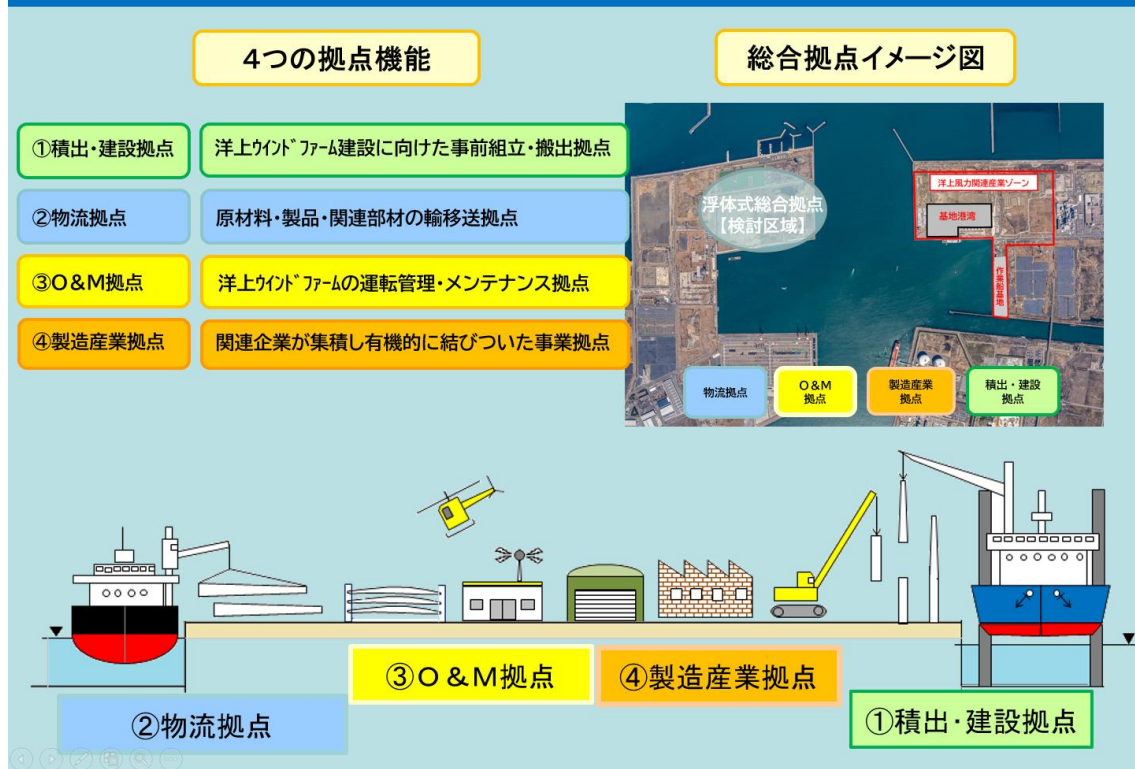 4つの拠点機能
総合拠点イメージ図
①積出・建設拠点
洋上ｳｨﾝﾄﾞﾌｧｰﾑ建設に向けた事前組立・搬出拠点
②物流拠点
原材料・製品・関連部材の輸移送拠点
③O&M拠点
洋上ｳｨﾝﾄﾞﾌｧｰﾑの運転管理・メンテナンス拠点
④製造産業拠点
関連企業が集積し有機的に結びついた事業拠点
浮体式総合拠点
【検討区域】
洋上風力関連産業ゾーン
基地港湾
作業船基地
物流拠点
O&M
拠点
製造産業
拠点
積出・建設
拠点
③O&M拠点
④製造産業拠点
②物流拠点
①積出・建設拠点